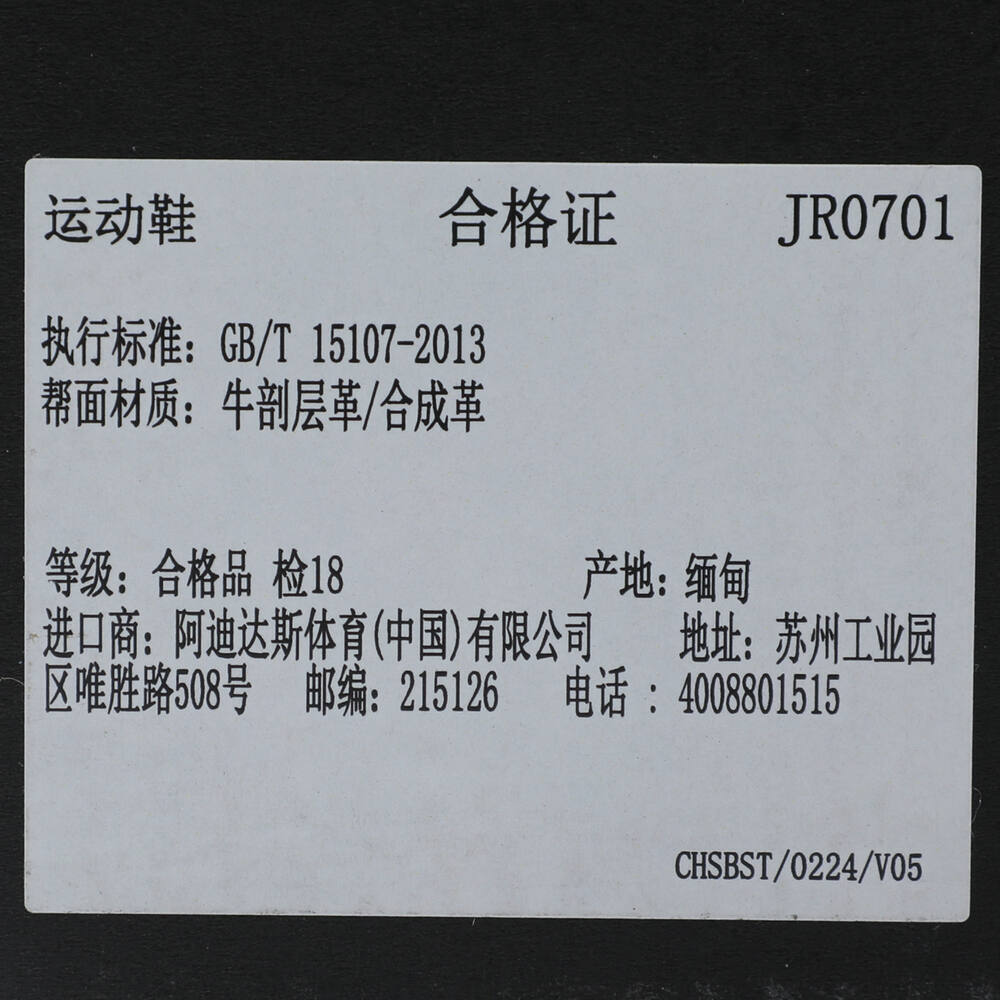 运动鞋 合格证 JR0701
执行标准：GB/T 15107-2013
帮面材质：牛剖层革/合成革
等级：合格品 检18 产地：缅甸
进口商：阿迪达斯体育(中国)有限公司 地址：苏州工业园
区唯胜路508号 邮编：215126 电话：4008801515
CHSBST/0224/V05